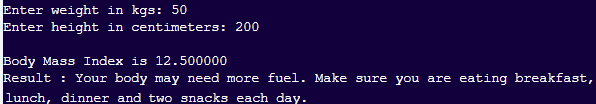 Enter weight in kgs: 50
Enter height in centimeters: 200
Body Mass Index is 12.500000
Result : Your body may need more fuel. Make sure you are eating breakfast,
lunch, dinner and two snacks each day.